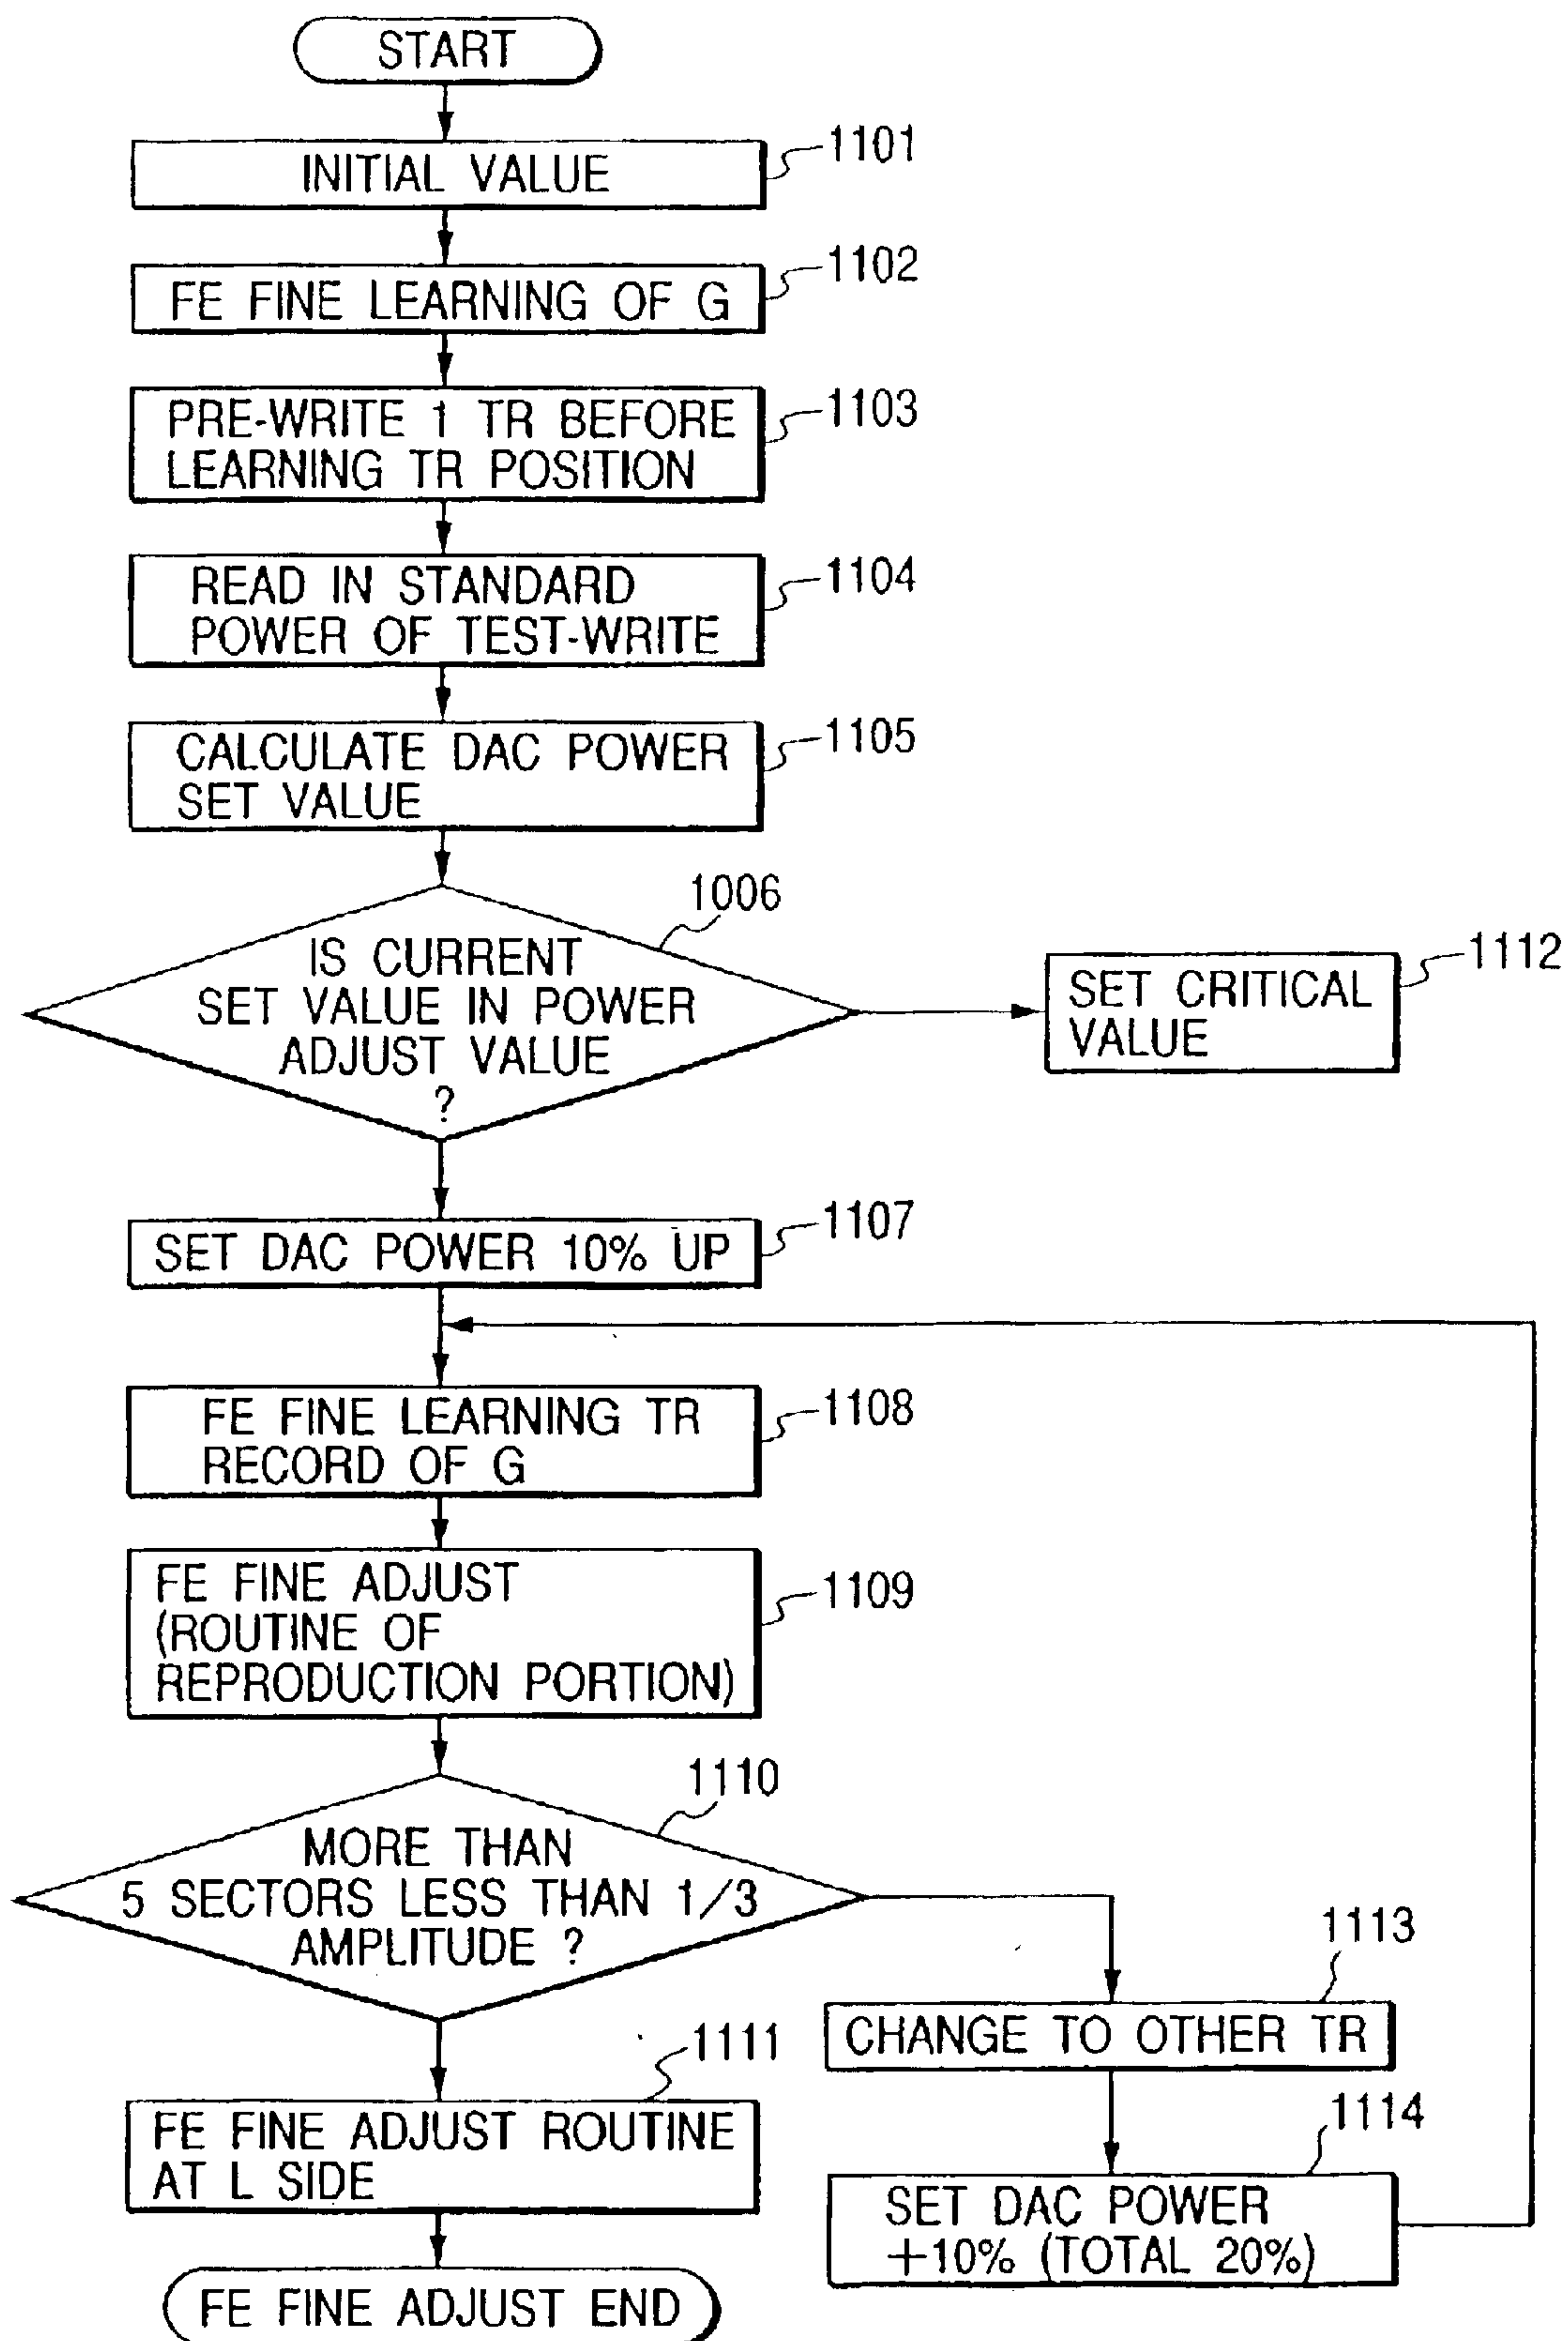 START
1101
INITIAL VALUE
1102
FE FINE LEARNING OF G
1103
PRE-WRITE 1 TR BEFORE
LEARNING TR POSITION
1104
READ IN STANDARD
POWER OF TEST-WRITE
1105
CALCULATE DAC POWER
SET VALUE
1006
IS CURRENT
SET VALUE IN POWER
ADJUST VALUE
?
1112
SET CRITICAL
VALUE
1107
SET DAC POWER 10% UP
1108
FE FINE LEARNING TR
RECORD OF G
1109
FE FINE ADJUST
(ROUTINE OF
REPRODUCTION PORTION)
1110
MORE THAN
5 SECTORS LESS THAN 1/3
AMPLITUDE ?
1113
CHANGE TO OTHER TR
1111
FE FINE ADJUST ROUTINE
AT L SIDE
1114
SET DAC POWER
+10% (TOTAL 20%)
FE FINE ADJUST END